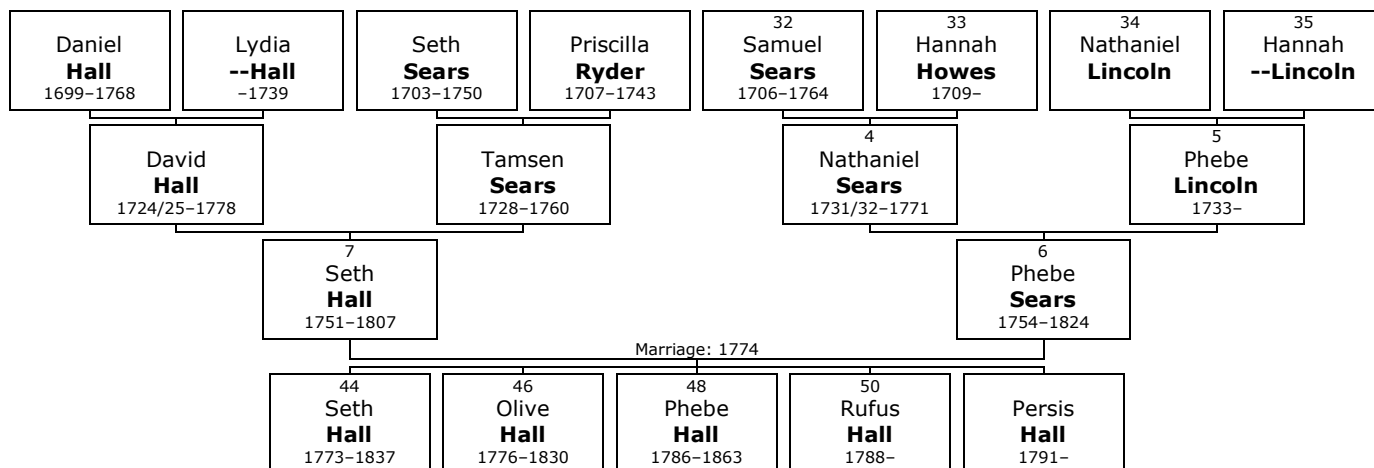 Daniel
Hall
1699–1768
Lydia
--Hall
–1739
Seth
Sears
1703–1750
Priscilla
Ryder
1707–1743
32
Samuel
Sears
1706–1764
33
Hannah
Howes
1709–
34
Nathaniel
Lincoln
35
Hannah
--Lincoln
David
Hall
1724/25–1778
Tamsen
Sears
1728–1760
4
Nathaniel
Sears
1731/32–1771
5
Phebe
Lincoln
1733–
7
Seth
Hall
1751–1807
6
Phebe
Sears
1754–1824
Marriage: 1774
44
Seth
Hall
1773–1837
46
Olive
Hall
1776–1830
48
Phebe
Hall
1786–1863
50
Rufus
Hall
1788–
Persis
Hall
1791–